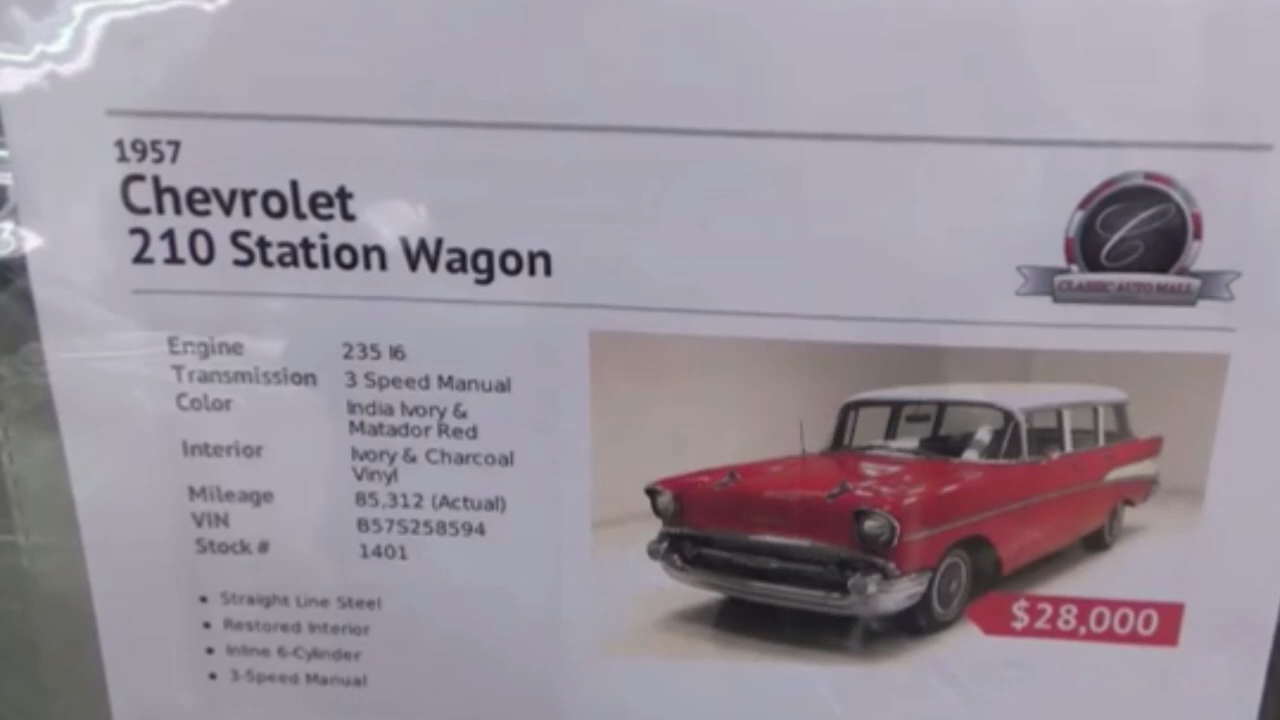 1957
Chevrolet
210 Station Wagon
CLASSIC AUTO MALL
Engine 235 I6
Transmission 3 Speed Manual
Color India Ivory &
Matador Red
Interior Ivory & Charcoal
Vinyl
Mileage 85,312 (Actual)
VIN B57S258594
Stock # 1401
• Straight Line Steel
• Restored Interior
• Inline 6-Cylinder
• 3-Speed Manual
$28,000